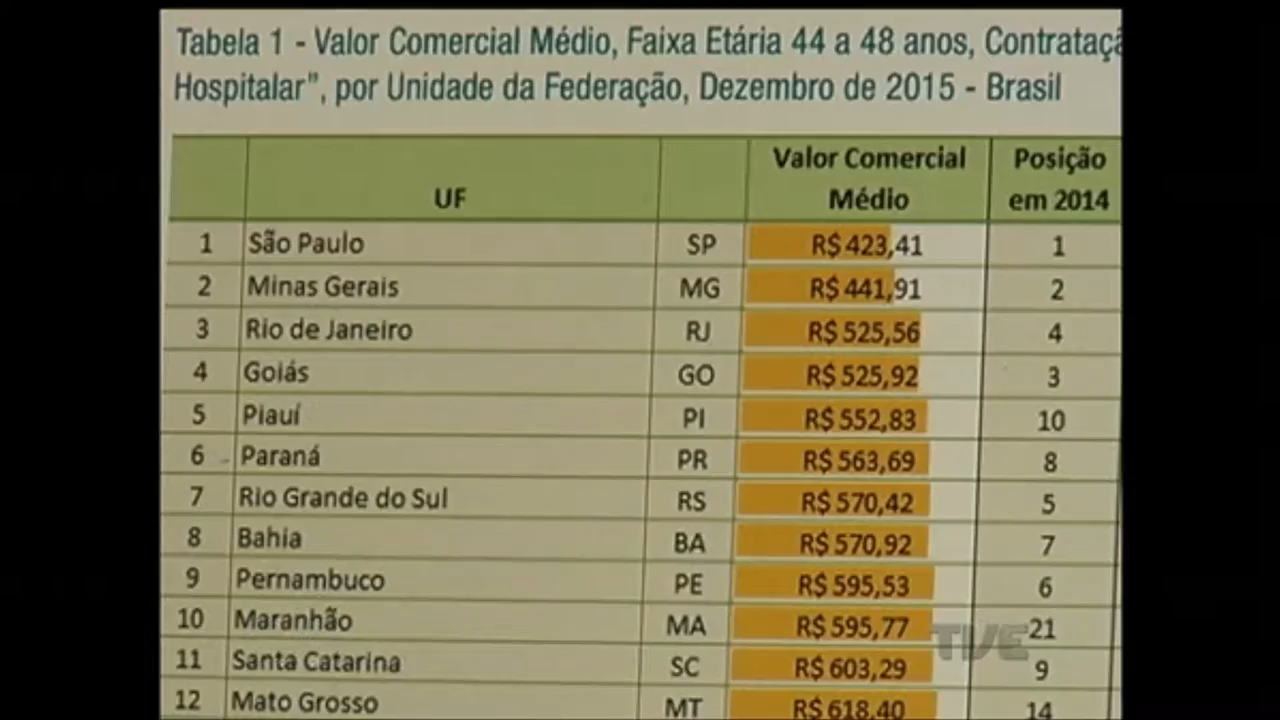 Tabela 1 - Valor Comercial Médio, Faixa Etária 44 a 48 anos,
Hospitalar", por Unidade da Federação, Dezembro de 2015 - Brasil
UF Valor Comercial Médio Posição em 2014
1 São Paulo SP R$ 423,41 1
2 Minas Gerais MG R$ 441,91 2
3 Rio de Janeiro RJ R$ 525,56 4
4 Goiás GO R$ 525,92 3
5 Piauí PI R$ 552,83 10
6 Paraná PR R$ 563,69 8
7 Rio Grande do Sul RS R$ 570,42 5
8 Bahia BA R$ 570,92 7
9 Pernambuco PE R$ 595,53 6
10 Maranhão MA R$ 595,77 21
11 Santa Catarina SC R$ 603,29 9
12 Mato Grosso MT R$ 618,40 14
TVE